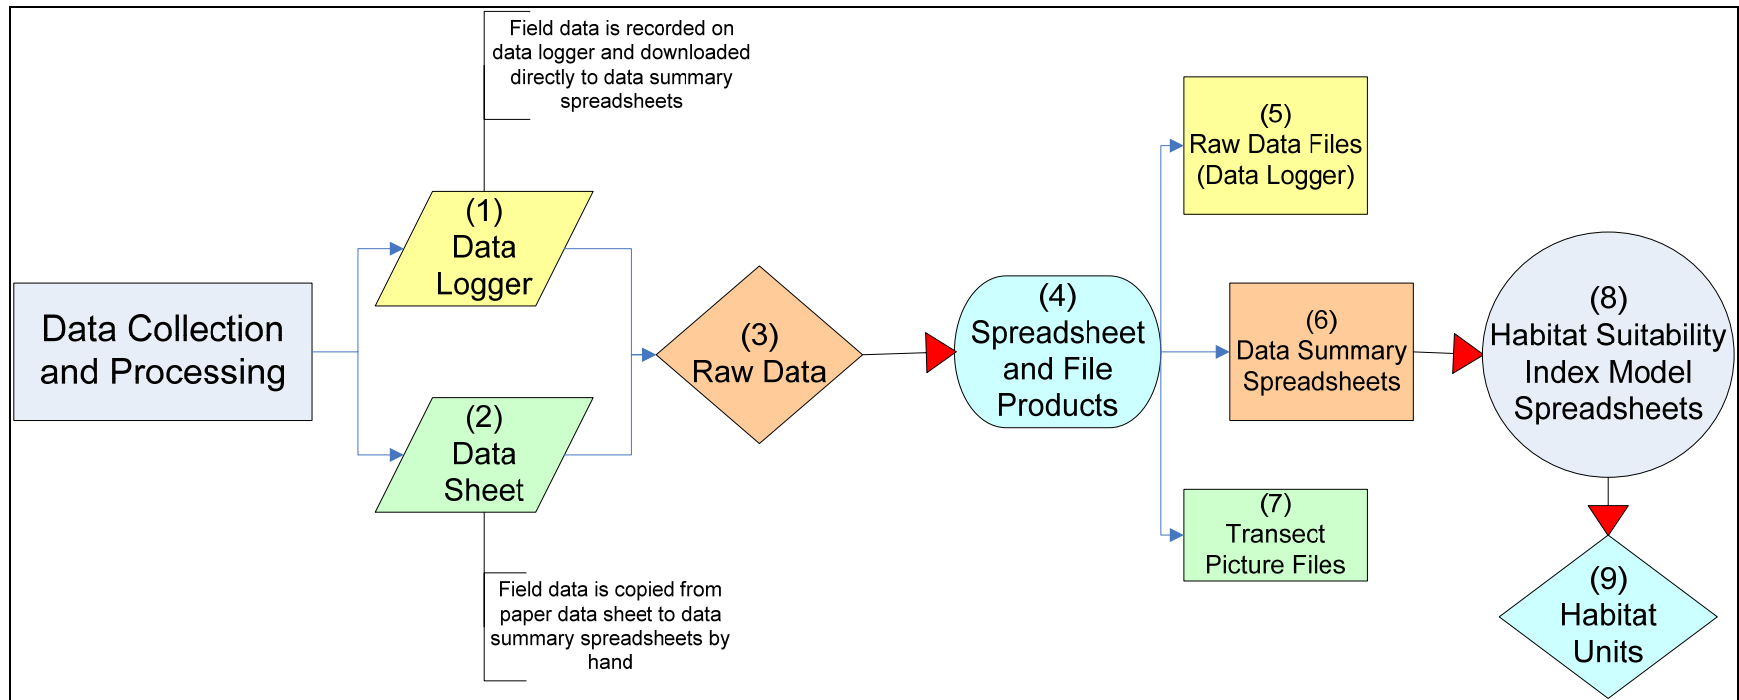 Field data is recorded on
data logger and downloaded
directly to data summary
spreadsheets
(1)
Data
Logger
Data Collection
and Processing
(2)
Data
Sheet
Field data is copied from
paper data sheet to data
summary spreadsheets by
hand
(3)
Raw Data
(4)
Spreadsheet
and File
Products
(5)
Raw Data Files
(Data Logger)
(6)
Data Summary
Spreadsheets
(7)
Transect
Picture Files
(8)
Habitat Suitability
Index Model
Spreadsheets
(9)
Habitat
Units